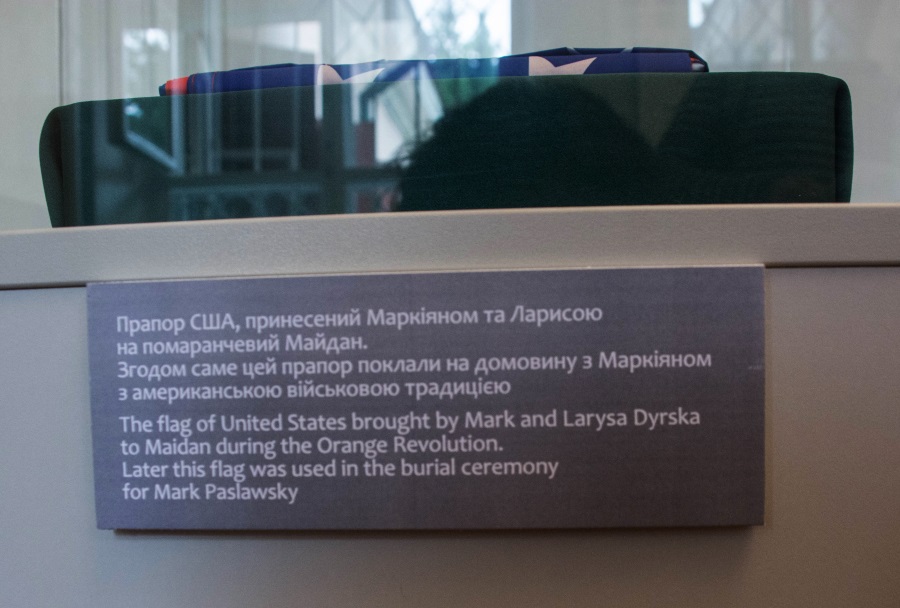 Прапор США, принесений Маркіяном та Ларисою
на помаранчевий Майдан.
Згодом саме цей прапор поклали на домовину з Маркіяном
з американською військовою традицією
The flag of United States brought by Mark and Larysa Dyrska
to Maidan during the Orange Revolution.
Later this flag was used in the burial ceremony
for Mark Paslawsky